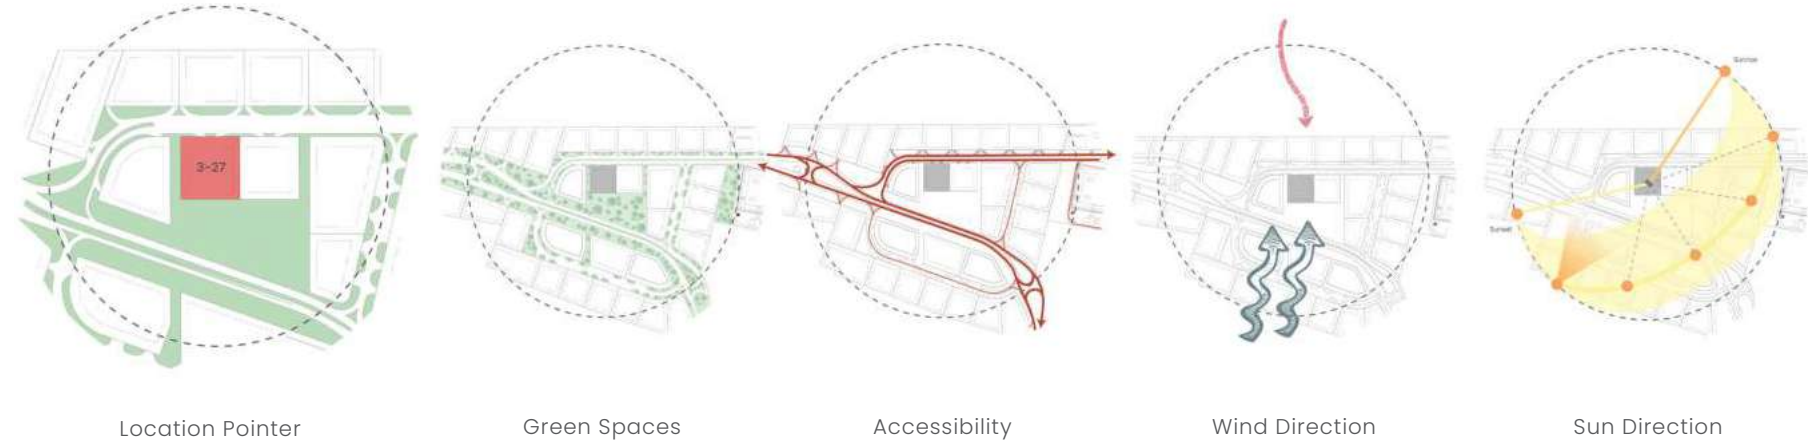 3-27
Sunrise
Sunset
Location Pointer
Green Spaces
Accessibility
Wind Direction
Sun Direction